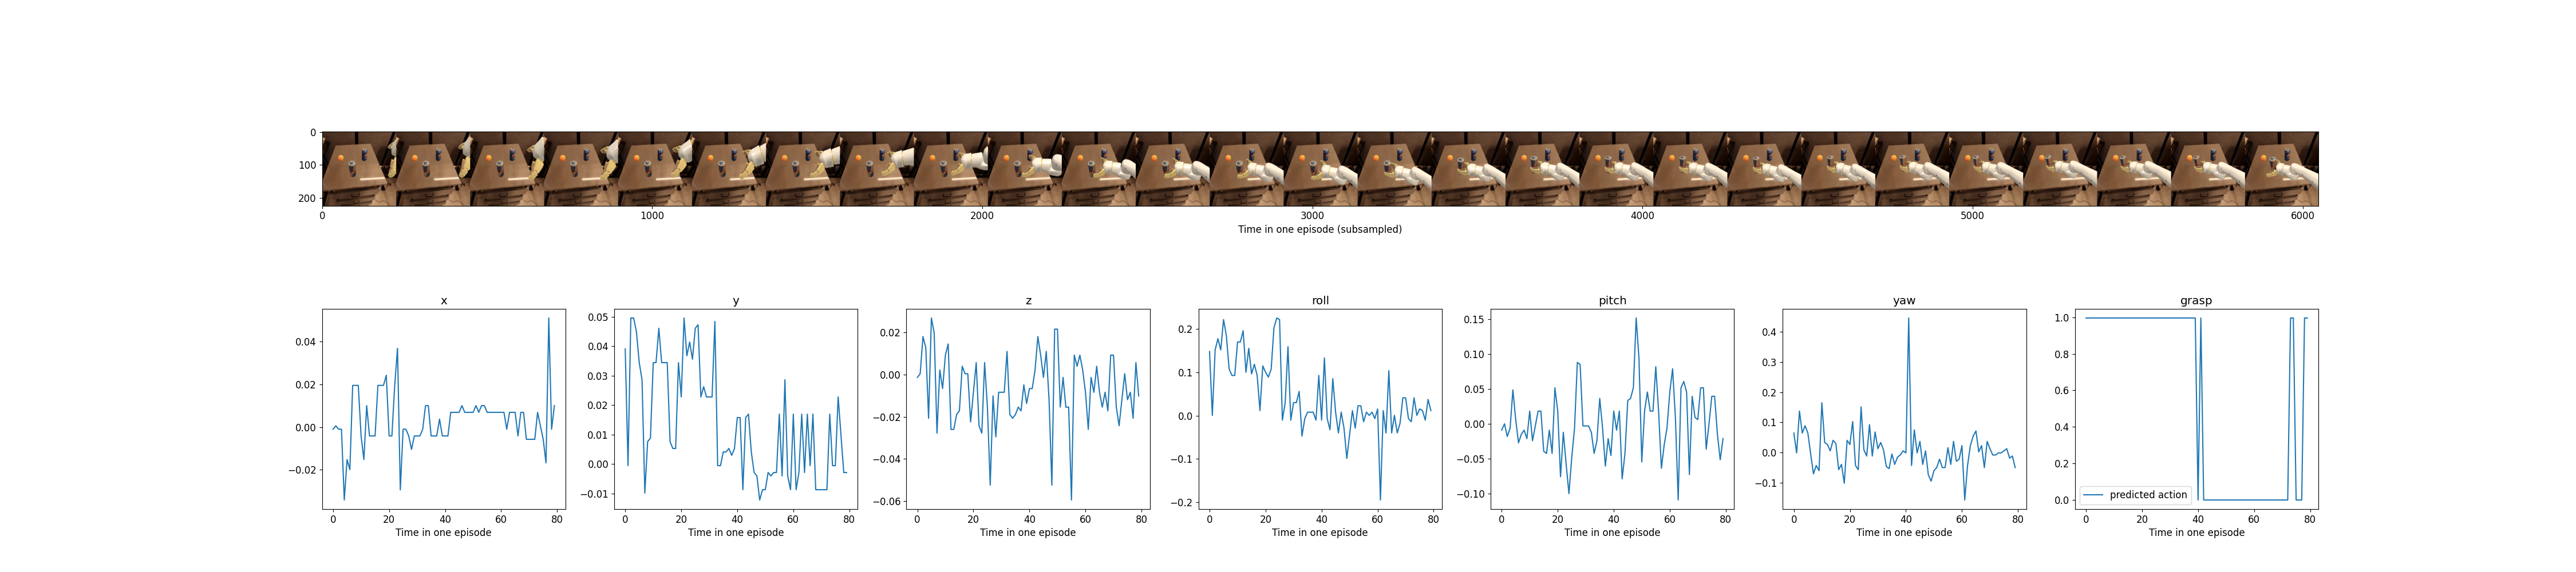 0
100
200
0 1000 2000 3000 4000 5000 6000
Time in one episode (subsampled)
x
0.04
0.02
0.00
−0.02
0 20 40 60 80
Time in one episode
y
0.05
0.04
0.03
0.02
0.01
0.00
−0.01
0 20 40 60 80
Time in one episode
z
0.02
0.00
−0.02
−0.04
−0.06
0 20 40 60 80
Time in one episode
roll
0.2
0.1
0.0
−0.1
−0.2
0 20 40 60 80
Time in one episode
pitch
0.15
0.10
0.05
0.00
−0.05
−0.10
0 20 40 60 80
Time in one episode
yaw
0.4
0.3
0.2
0.1
0.0
−0.1
0 20 40 60 80
Time in one episode
grasp
1.0
0.8
0.6
0.4
0.2
0.0
predicted action
0 20 40 60 80
Time in one episode